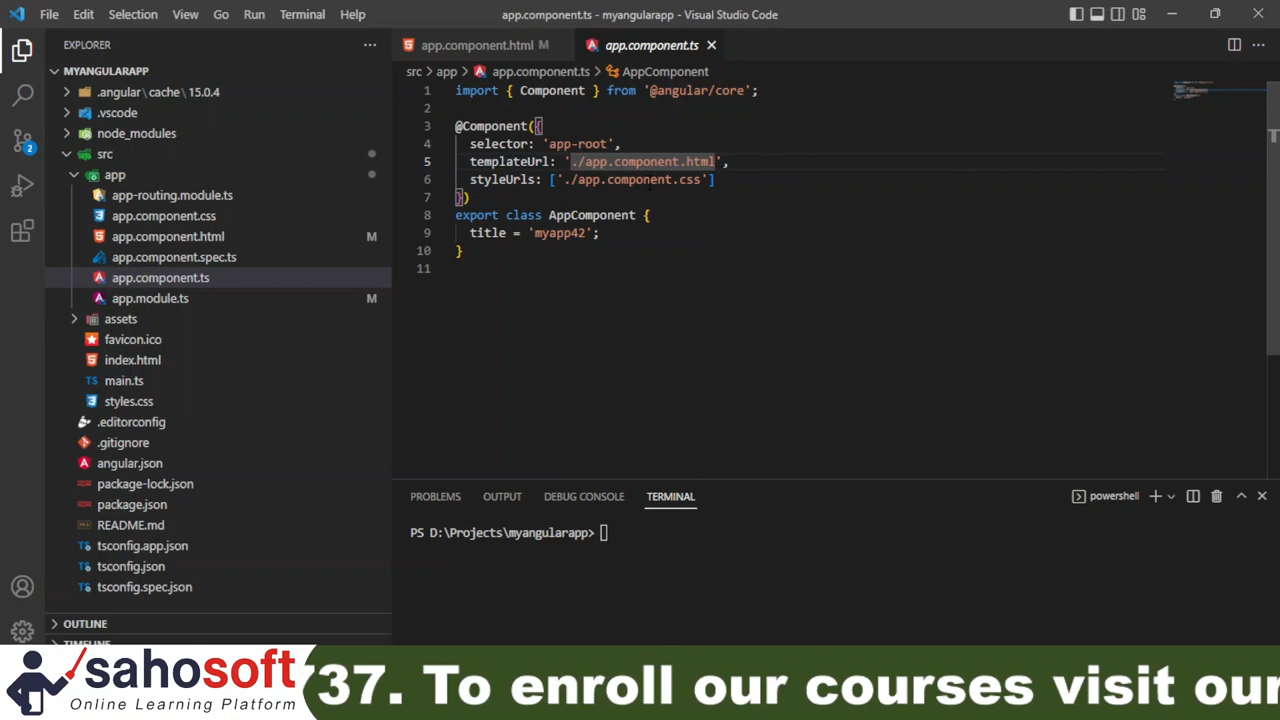 File Edit Selection View Go Run Terminal Help
app.component.ts - myangularapp - Visual Studio Code
EXPLORER
MYANGULARAPP
.angular\cache\15.0.4
.vscode
node_modules
src
app
app-routing.module.ts
app.component.css
app.component.html M
app.component.spec.ts
app.component.ts
app.module.ts M
assets
favicon.ico
index.html
TS main.ts
styles.css
.editorconfig
.gitignore
angular.json
package-lock.json
package.json
README.md
tsconfig.app.json
tsconfig.json
tsconfig.spec.json
OUTLINE
TIMELINE
2
app.component.html M
app.component.ts
src > app > app.component.ts > AppComponent
1 import { Component } from '@angular/core';
2
3 @Component({
4 selector: 'app-root',
5 templateUrl: './app.component.html',
6 styleUrls: ['./app.component.css']
7 })
8 export class AppComponent {
9 title = 'myapp42';
10 }
11
PROBLEMS OUTPUT DEBUG CONSOLE TERMINAL
powershell
PS D:\Projects\myangularapp>
sahosoft
Online Learning Platform
737. To enroll our courses visit our